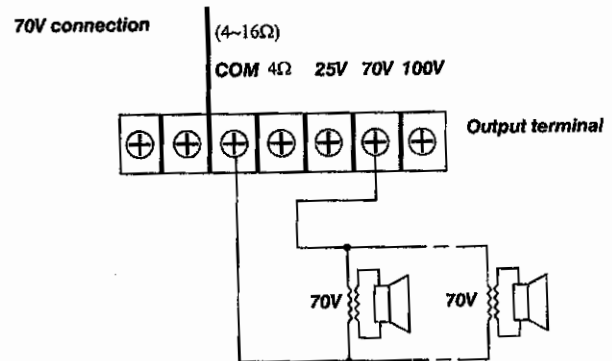 70V connection
(4~16Ω)
COM 4Ω 25V 70V 100V
Output terminal
70V 70V